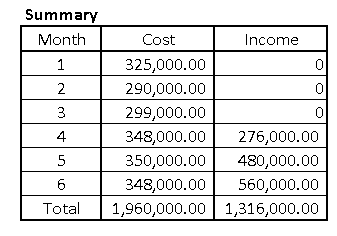 Summary
Month Cost Income
1 325,000.00 0
2 290,000.00 0
3 299,000.00 0
4 348,000.00 276,000.00
5 350,000.00 480,000.00
6 348,000.00 560,000.00
Total 1,960,000.00 1,316,000.00